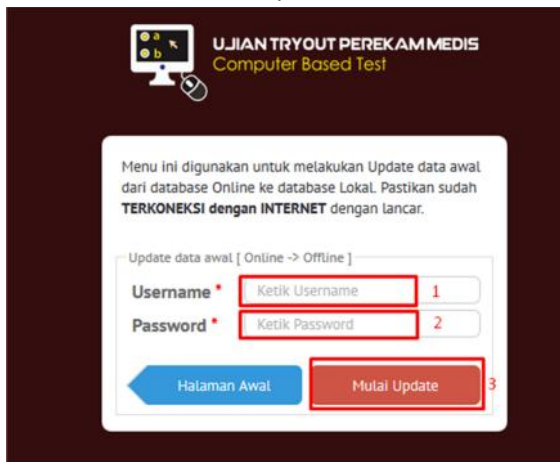 a
b
UJIAN TRYOUT PEREKAM MEDIS
Computer Based Test
Menu ini digunakan untuk melakukan Update data awal
dari database Online ke database Lokal. Pastikan sudah
TERKONEKSI dengan INTERNET dengan lancar.
Update data awal [ Online -> Offline ]
Username * Ketik Username 1
Password * Ketik Password 2
Halaman Awal Mulai Update 3